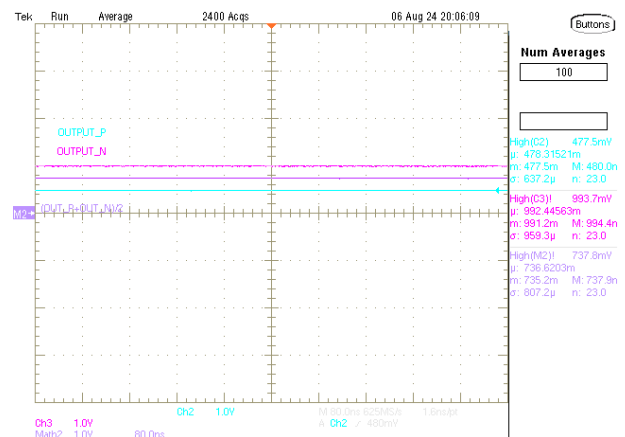 Tek Run Average 2400 Acqs 06 Aug 24 20:06:09
Buttons
Num Averages
100
OUTPUT_P
OUTPUT_N
(OUT_P+OUT_N)/2
M2
High(C2) 477.5mV
µ: 478.31521m
m: 477.5m M: 480.0n
σ: 637.2µ n: 23.0
High(C3)! 993.7mV
µ: 992.44563m
m: 991.2m M: 994.4n
σ: 959.3µ n: 23.0
High(M2)! 737.8mV
µ: 736.6203m
m: 735.2m M: 737.9n
σ: 807.2µ n: 23.0
Ch2 1.0V M 80.0ns 625MS/s 1.6ns/pt
Ch3 1.0V A Ch2 / 480mV
Math2 1.0V 80.0ns